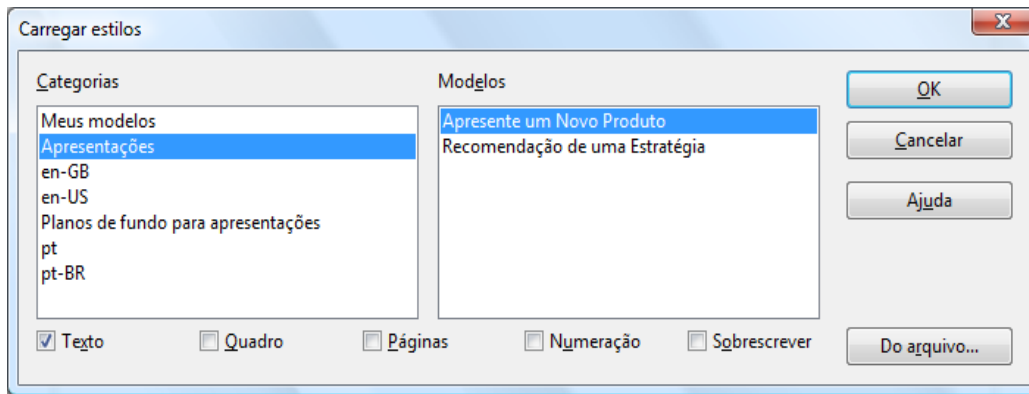 Carregar estilos
Categorias
Meus modelos
Apresentações
en-GB
en-US
Planos de fundo para apresentações
pt
pt-BR
Modelos
Apresente um Novo Produto
Recomendação de uma Estratégia
OK
Cancelar
Ajuda
Texto
Quadro
Páginas
Numeração
Sobrescrever
Do arquivo...